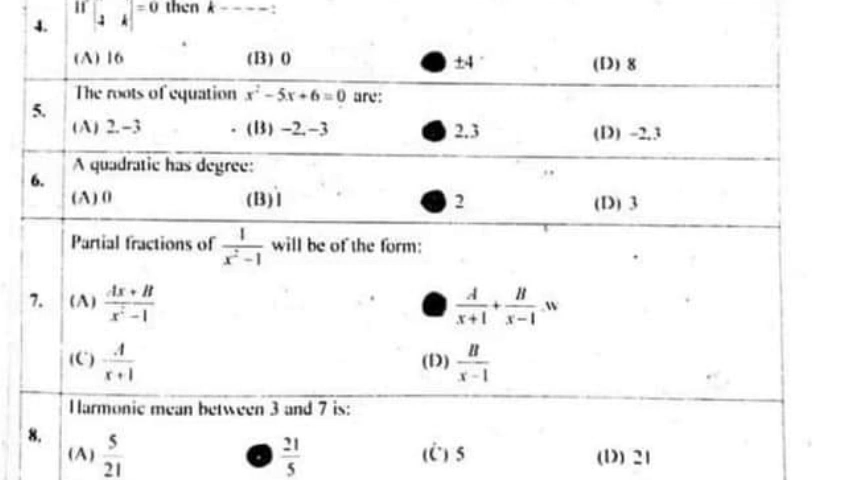 4. If | 4 k | = 0 then k ----:
(A) 16 (B) 0 ±4 (D) 8
5. The roots of equation x² - 5x + 6 = 0 are:
(A) 2,-3 (B) -2,-3 2,3 (D) -2,3
6. A quadratic has degree:
(A) 0 (B) 1 2 (D) 3
Partial fractions of 1/(x² - 1) will be of the form:
7. (A) (Ax + B)/(x² - 1) A/(x+1) + B/(x-1) .w
(C) A/(x+1) (D) B/(x-1)
8. Harmonic mean between 3 and 7 is:
(A) 5/21 21/5 (C) 5 (D) 21